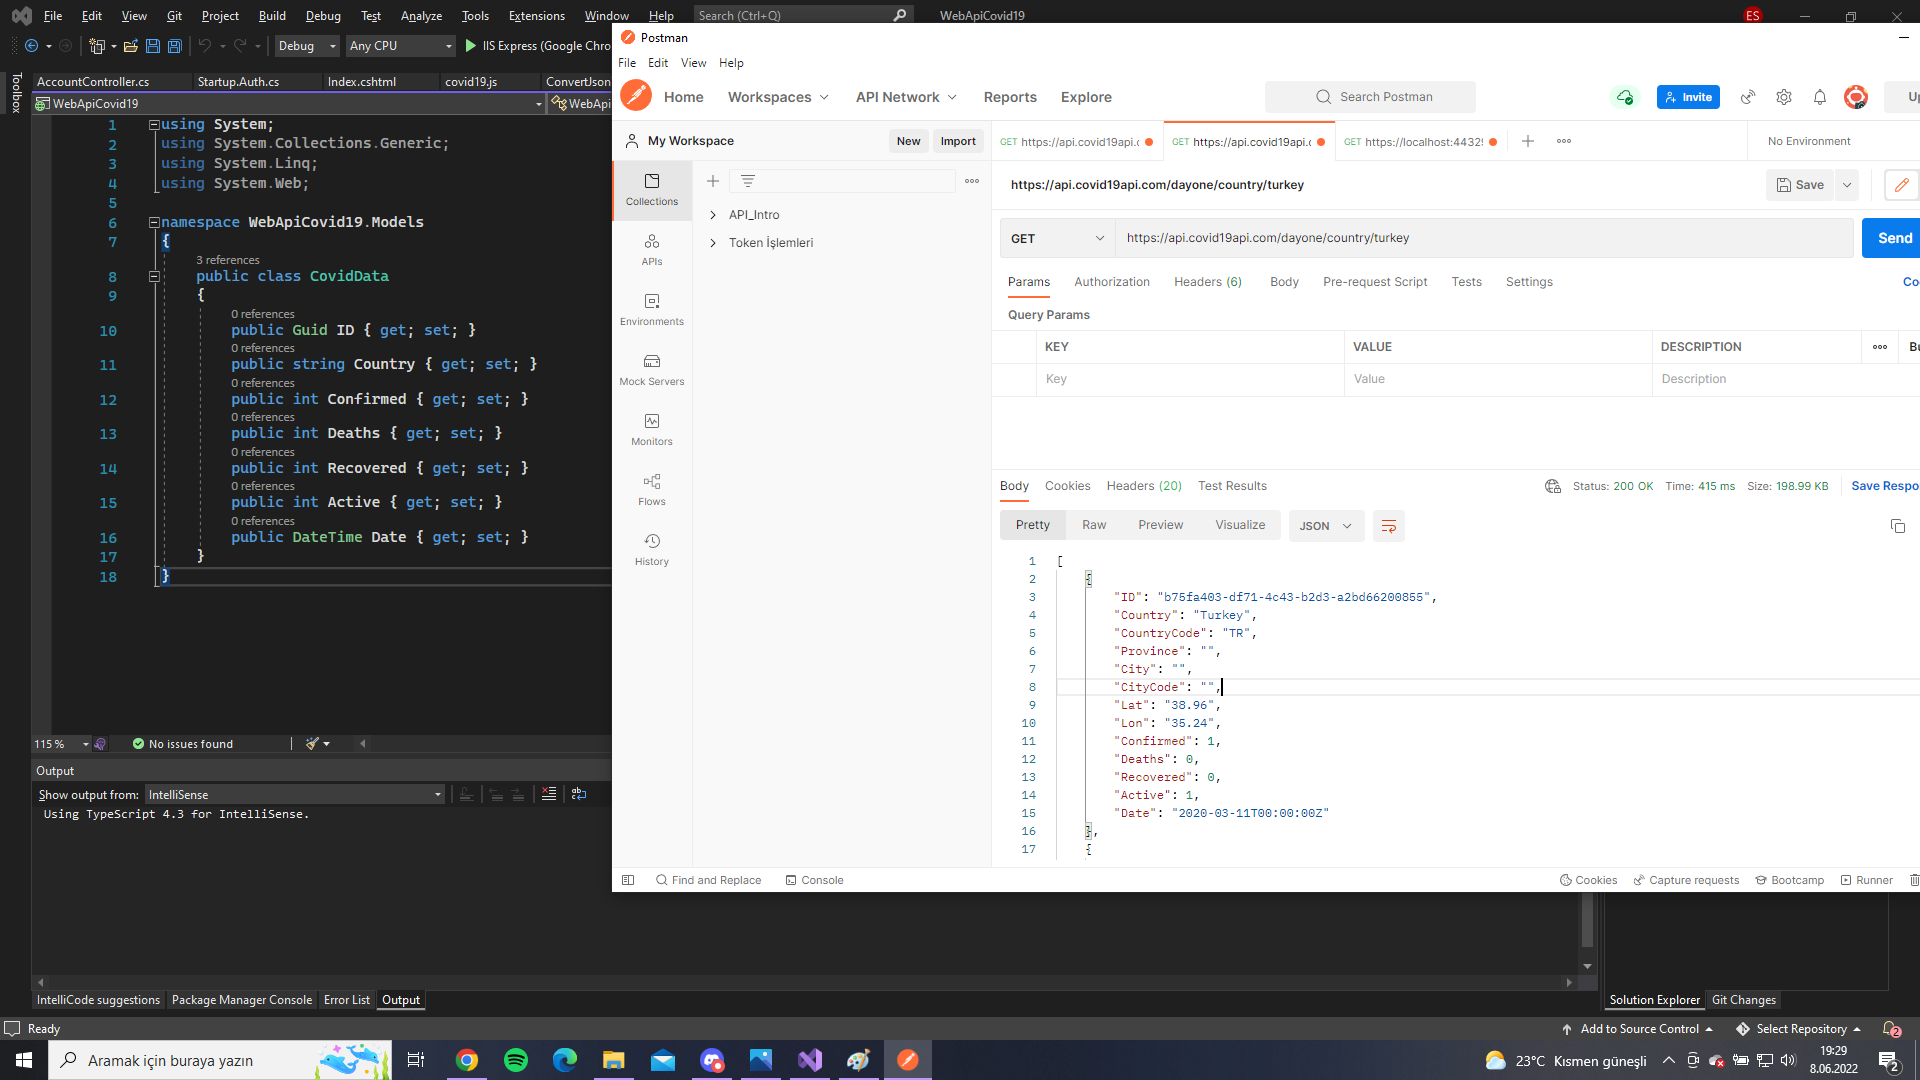 File Edit View Git Project Build Debug Test Analyze Tools Extensions Window Help Search (Ctrl+Q) WebApiCovid19 ES
Debug Any CPU IIS Express (Google Chro
Toolbox
AccountController.cs Startup.Auth.cs Index.cshtml covid19.js ConvertJson
WebApiCovid19 WebApi
1 using System;
2 using System.Collections.Generic;
3 using System.Linq;
4 using System.Web;
5
6 namespace WebApiCovid19.Models
7 {
3 references
8 public class CovidData
9 {
0 references
10 public Guid ID { get; set; }
0 references
11 public string Country { get; set; }
0 references
12 public int Confirmed { get; set; }
0 references
13 public int Deaths { get; set; }
0 references
14 public int Recovered { get; set; }
0 references
15 public int Active { get; set; }
0 references
16 public DateTime Date { get; set; }
17 }
18 }
115 % No issues found
Output
Show output from: IntelliSense
Using TypeScript 4.3 for IntelliSense.
IntelliCode suggestions Package Manager Console Error List Output
Solution Explorer Git Changes
Ready
Add to Source Control Select Repository 2
Postman
File Edit View Help
Home Workspaces API Network Reports Explore Search Postman Invite Up
My Workspace New Import
GET https://api.covid19api.c GET https://api.covid19api.c GET https://localhost:4432 No Environment
Collections
APIs
Environments
Mock Servers
Monitors
Flows
History
API_Intro
Token İşlemleri
https://api.covid19api.com/dayone/country/turkey Save
GET https://api.covid19api.com/dayone/country/turkey Send
Params Authorization Headers (6) Body Pre-request Script Tests Settings Co
Query Params
KEY VALUE DESCRIPTION Bu
Key Value Description
Body Cookies Headers (20) Test Results Status: 200 OK Time: 415 ms Size: 198.99 KB Save Respo
Pretty Raw Preview Visualize JSON
1 [
2 {
3 "ID": "b75fa403-df71-4c43-b2d3-a2bd66200855",
4 "Country": "Turkey",
5 "CountryCode": "TR",
6 "Province": "",
7 "City": "",
8 "CityCode": "",
9 "Lat": "38.96",
10 "Lon": "35.24",
11 "Confirmed": 1,
12 "Deaths": 0,
13 "Recovered": 0,
14 "Active": 1,
15 "Date": "2020-03-11T00:00:00Z"
16 },
17 {
Find and Replace Console Cookies Capture requests Bootcamp Runner
Aramak için buraya yazın
23°C Kısmen güneşli
19:29
8.06.2022
2